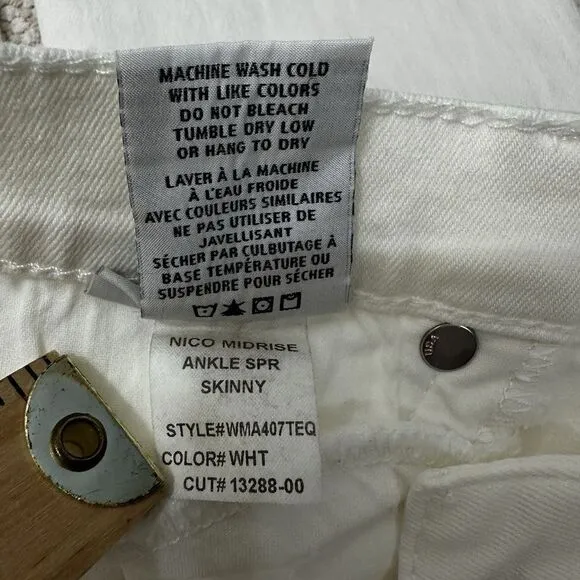 MACHINE WASH COLD
WITH LIKE COLORS
DO NOT BLEACH
TUMBLE DRY LOW
OR HANG TO DRY
LAVER À LA MACHINE
À L'EAU FROIDE
AVEC COULEURS SIMILAIRES
NE PAS UTILISER DE
JAVELLISANT
SÉCHER PAR CULBUTAGE À
BASE TEMPÉRATURE OU
SUSPENDRE POUR SÉCHER
NICO MIDRISE
ANKLE SPR
SKINNY
STYLE#WMA407TEQ
COLOR# WHT
CUT# 13288-00
USA